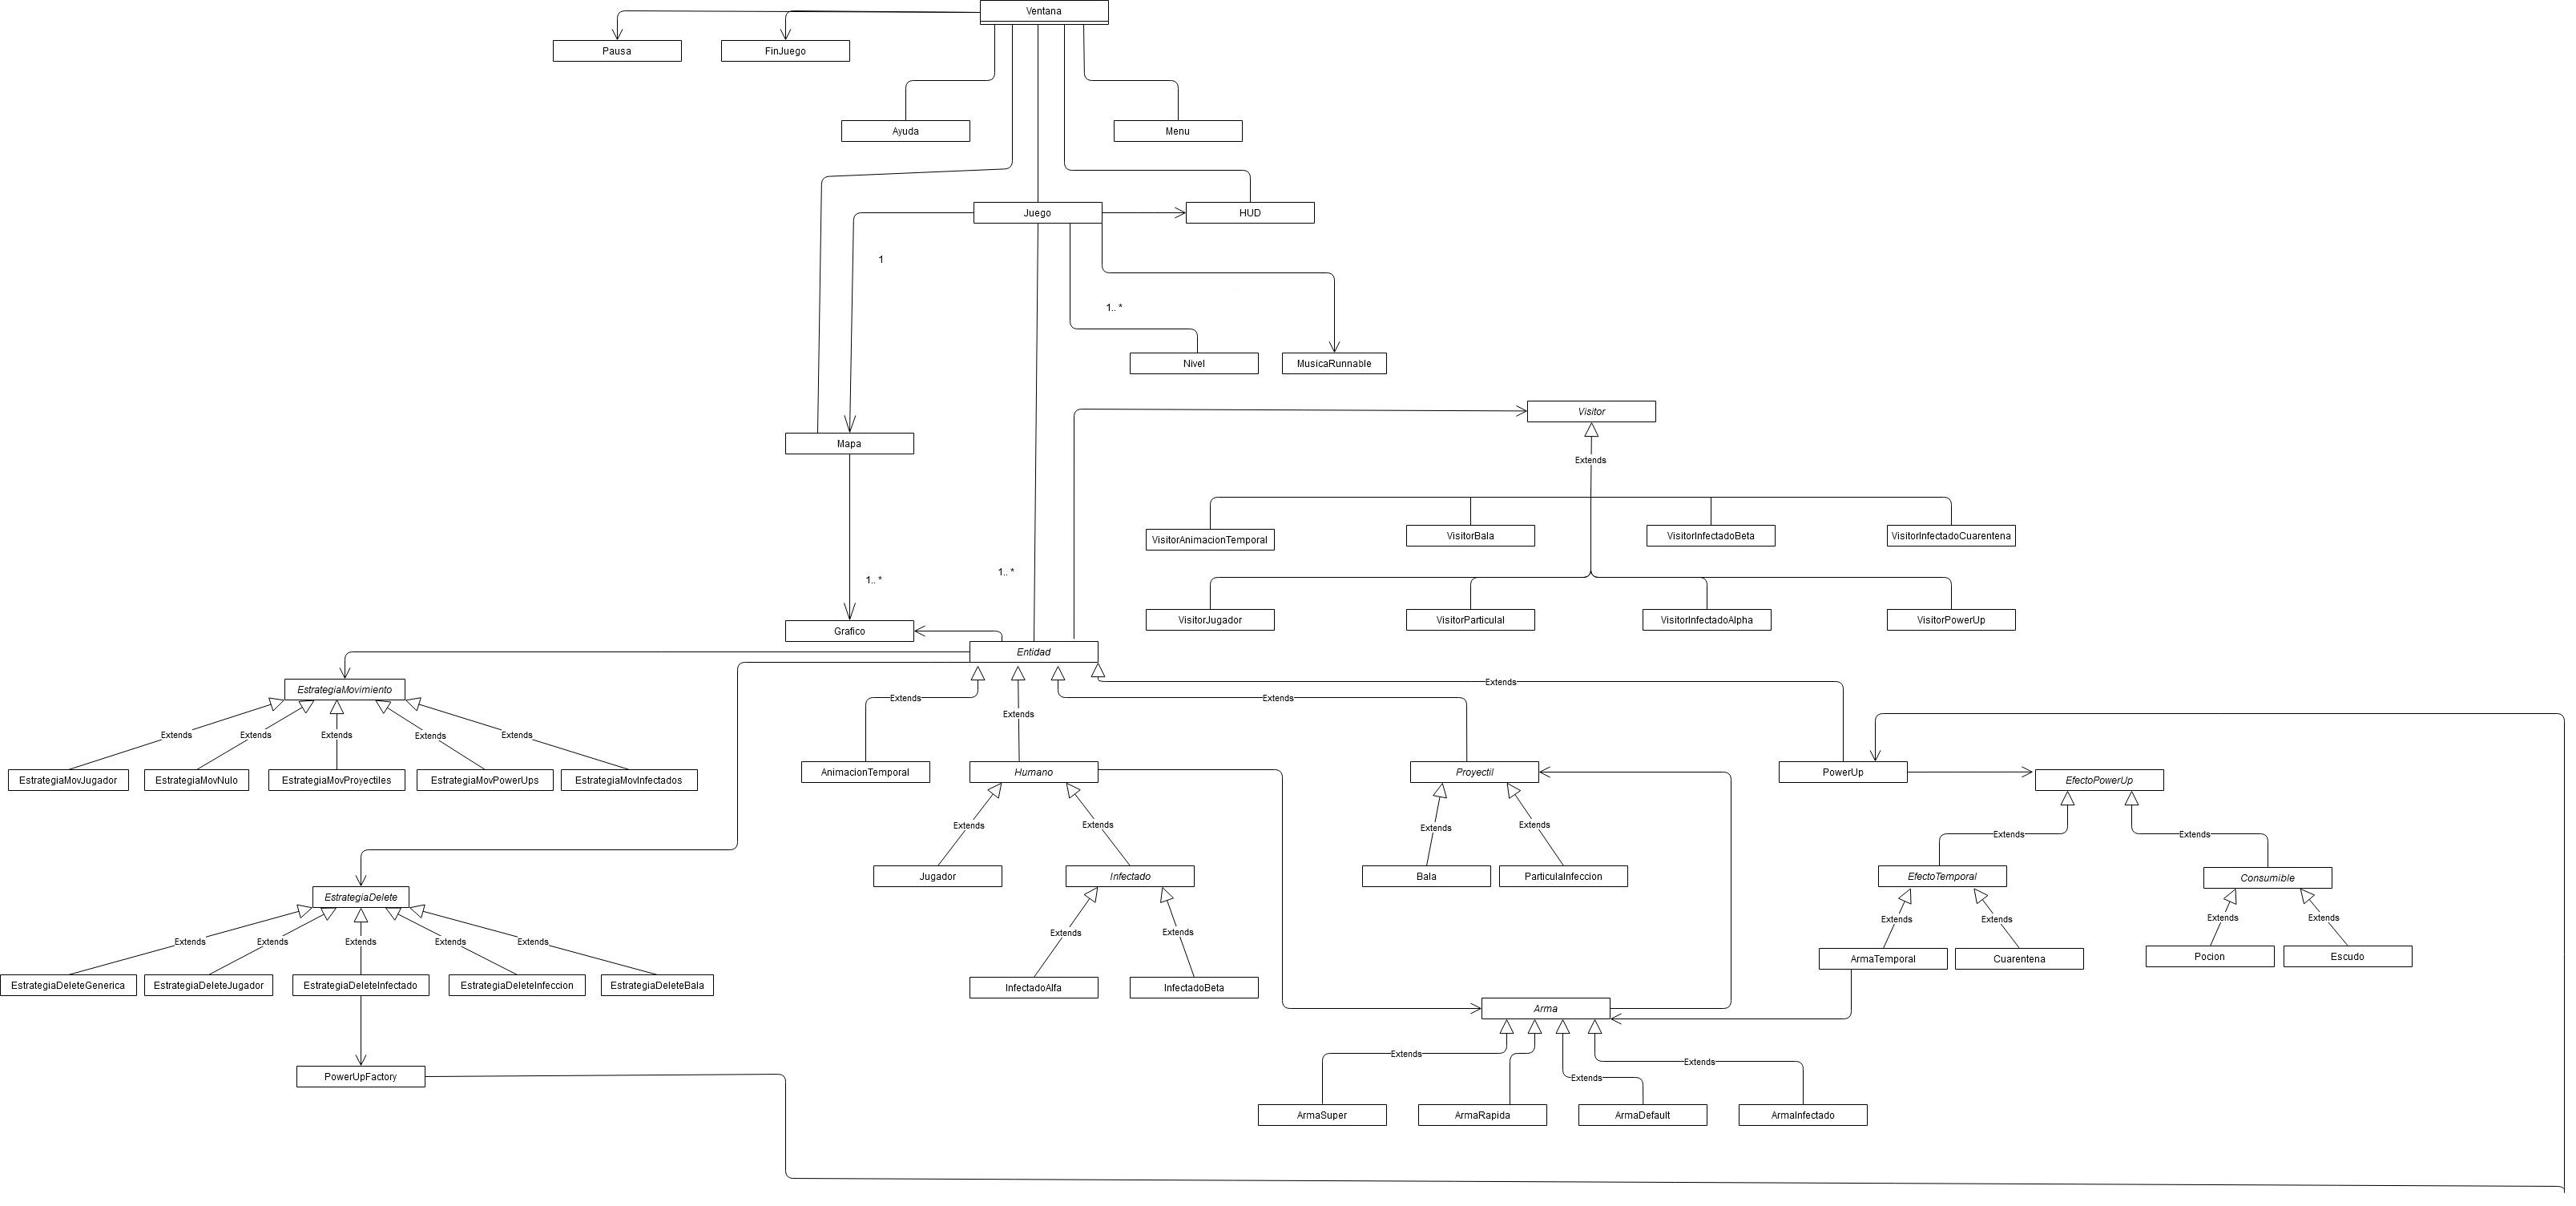 Ventana
Pausa
FinJuego
Ayuda
Menu
Juego
HUD
1
1.. *
Nivel
MusicaRunnable
Visitor
Mapa
Extends
VisitorAnimacionTemporal
VisitorBala
VisitorInfectadoBeta
VisitorInfectadoCuarentena
1.. *
1.. *
VisitorJugador
VisitorParticulal
VisitorInfectadoAlpha
VisitorPowerUp
Grafico
Entidad
EstrategiaMovimiento
Extends
Extends
Extends
Extends
Extends
Extends
Extends
Extends
Extends
EstrategiaMovJugador
EstrategiaMovNulo
EstrategiaMovProyectiles
EstrategiaMovPowerUps
EstrategiaMovInfectados
AnimacionTemporal
Humano
Proyectil
PowerUp
EfectoPowerUp
Extends
Extends
Extends
Extends
Extends
Extends
Jugador
Infectado
Bala
ParticulaInfeccion
EfectoTemporal
Consumible
EstrategiaDelete
Extends
Extends
Extends
Extends
Extends
Extends
Extends
Extends
Extends
Extends
Extends
EstrategiaDeleteGenerica
EstrategiaDeleteJugador
EstrategiaDeleteInfectado
EstrategiaDeleteInfeccion
EstrategiaDeleteBala
InfectadoAlfa
InfectadoBeta
ArmaTemporal
Cuarentena
Pocion
Escudo
Arma
Extends
Extends
Extends
Extends
PowerUpFactory
ArmaSuper
ArmaRapida
ArmaDefault
ArmaInfectado